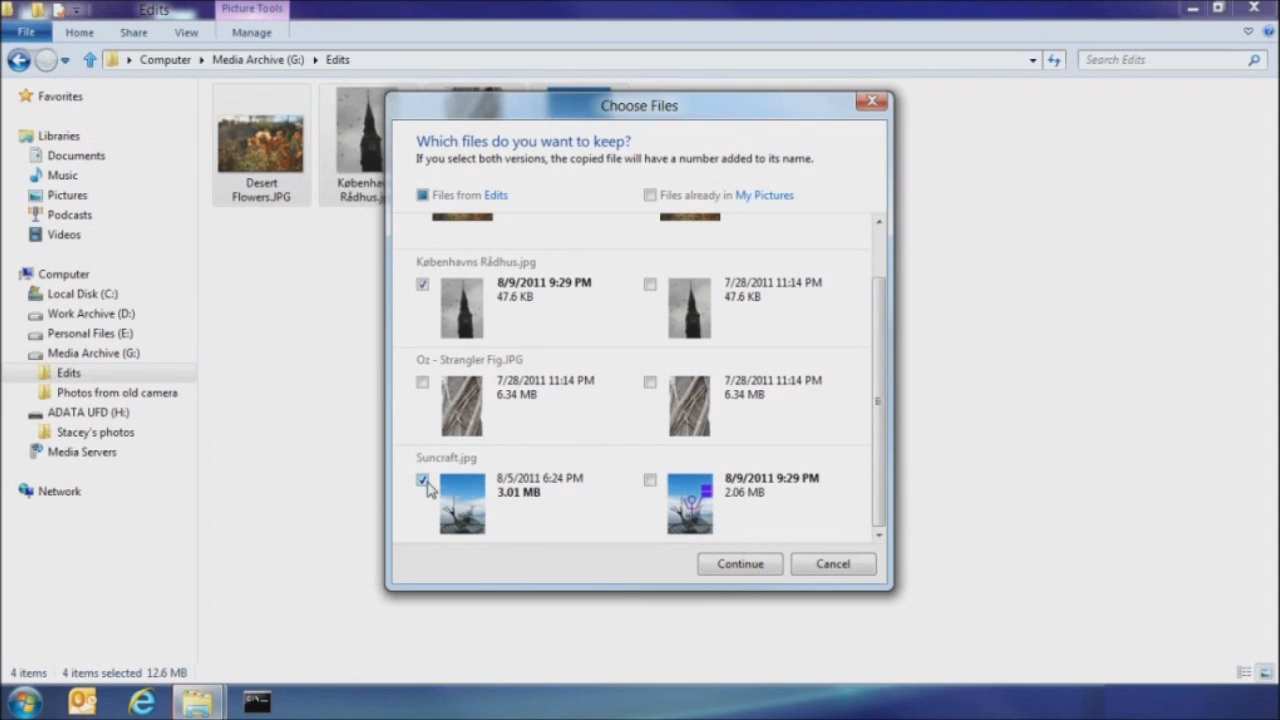 Edits
Picture Tools
File Home Share View Manage
Computer Media Archive (G:) Edits
Search Edits
Favorites
Libraries
Documents
Music
Pictures
Podcasts
Videos
Computer
Local Disk (C:)
Work Archive (D:)
Personal Files (E:)
Media Archive (G:)
Edits
Photos from old camera
ADATA UFD (H:)
Stacey's photos
Media Servers
Network
Desert
Flowers.JPG
Københav
Rådhus.jp
Choose Files
Which files do you want to keep?
If you select both versions, the copied file will have a number added to its name.
Files from Edits
Files already in My Pictures
Københavns Rådhus.jpg
8/9/2011 9:29 PM
47.6 KB
7/28/2011 11:14 PM
47.6 KB
Oz - Strangler Fig.JPG
7/28/2011 11:14 PM
6.34 MB
7/28/2011 11:14 PM
6.34 MB
Suncraft.jpg
8/5/2011 6:24 PM
3.01 MB
8/9/2011 9:29 PM
2.06 MB
Continue
Cancel
4 items 4 items selected 12.6 MB